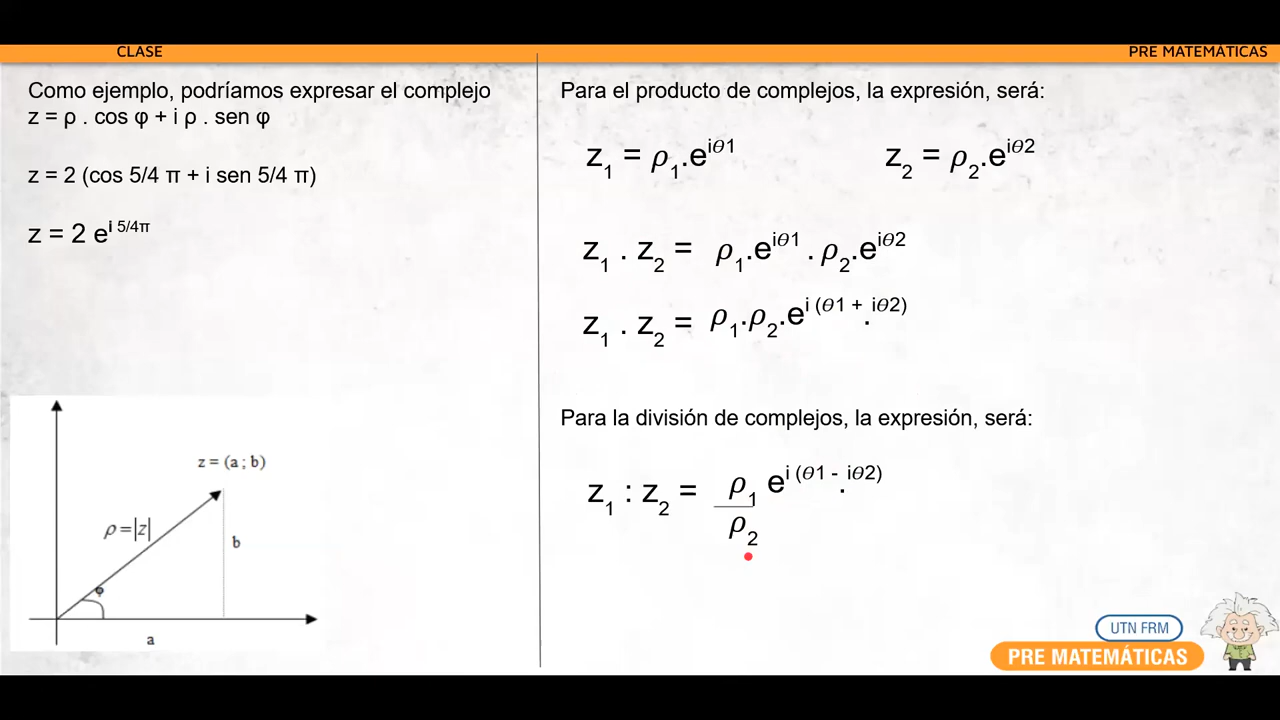 CLASE
PRE MATEMÁTICAS
Como ejemplo, podríamos expresar el complejo
z = ρ . cos φ + i ρ . sen φ
z = 2 (cos 5/4 π + i sen 5/4 π)
z = 2 e^i 5/4π
z = (a ; b)
ρ=|z|
b
φ
a
Para el producto de complejos, la expresión, será:
z₁ = ρ₁.e^iθ1 z₂ = ρ₂.e^iθ2
z₁ . z₂ = ρ₁.e^iθ1 . ρ₂.e^iθ2
z₁ . z₂ = ρ₁.ρ₂.e^i (θ1 + . iθ2)
Para la división de complejos, la expresión, será:
z₁ : z₂ = ρ₁ e^i (θ1 - . iθ2)
ρ₂
UTN FRM
PRE MATEMÁTICAS